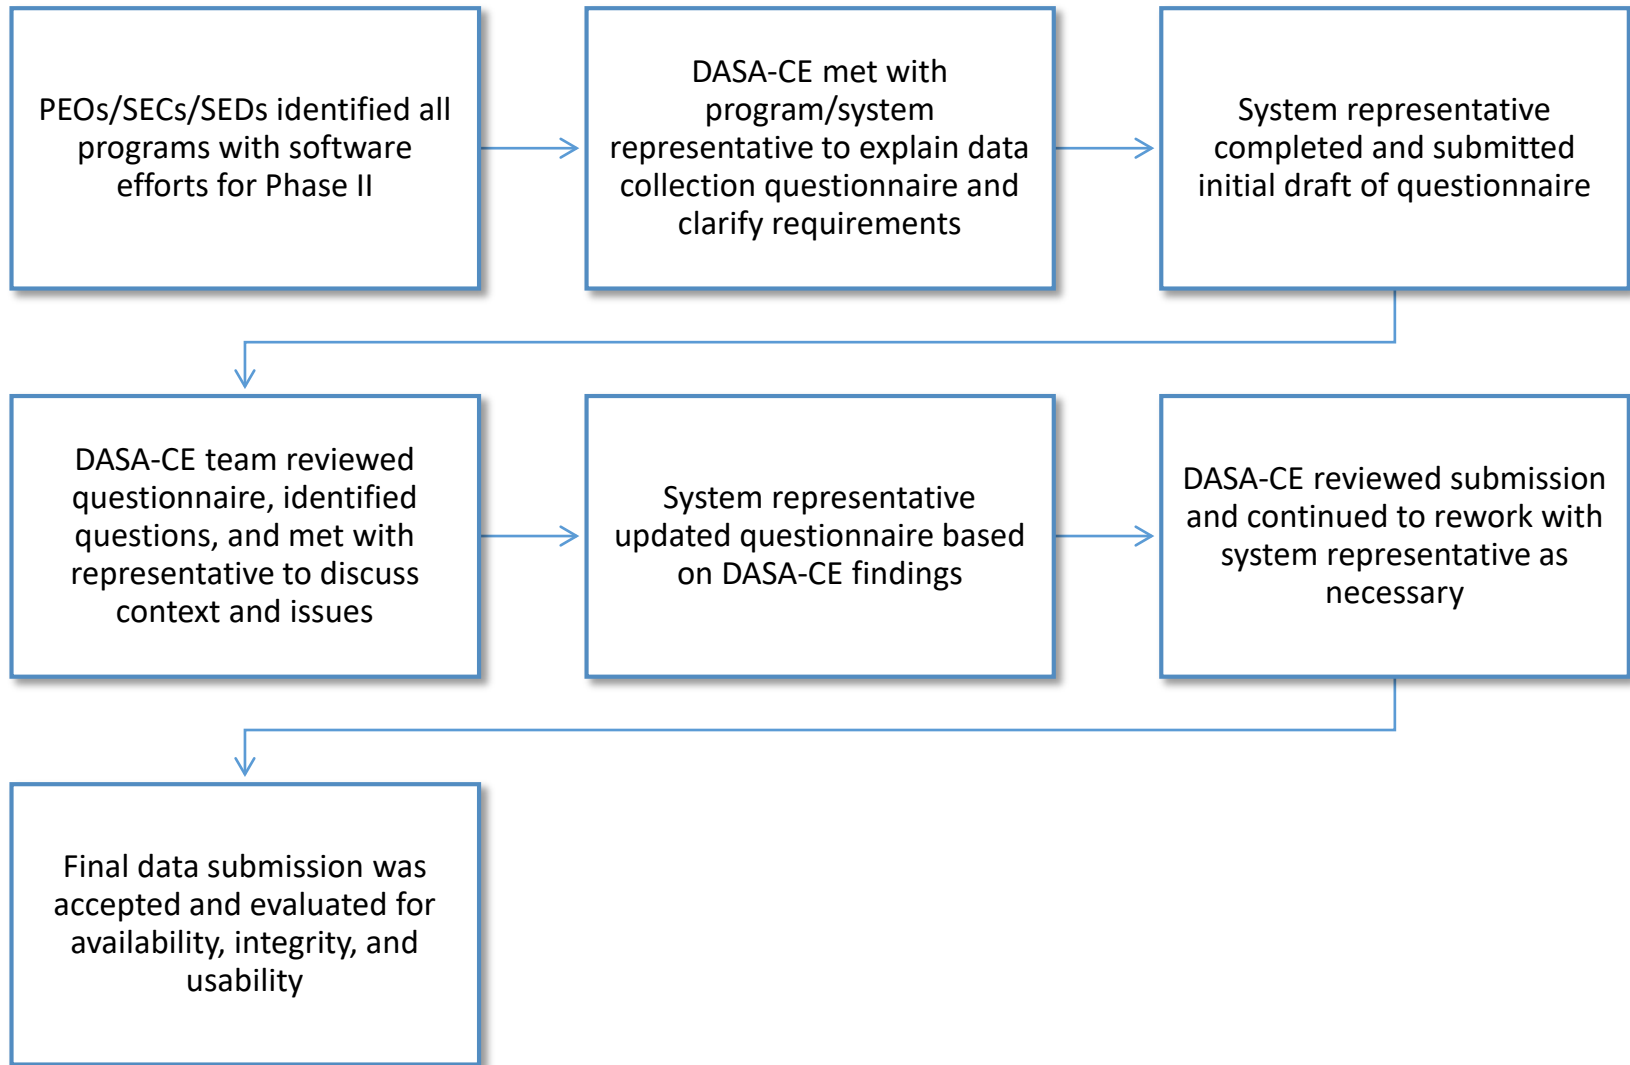 PEOs/SECs/SEDs identified all
programs with software
efforts for Phase II
DASA-CE met with
program/system
representative to explain data
collection questionnaire and
clarify requirements
System representative
completed and submitted
initial draft of questionnaire
DASA-CE team reviewed
questionnaire, identified
questions, and met with
representative to discuss
context and issues
System representative
updated questionnaire based
on DASA-CE findings
DASA-CE reviewed submission
and continued to rework with
system representative as
necessary
Final data submission was
accepted and evaluated for
availability, integrity, and
usability